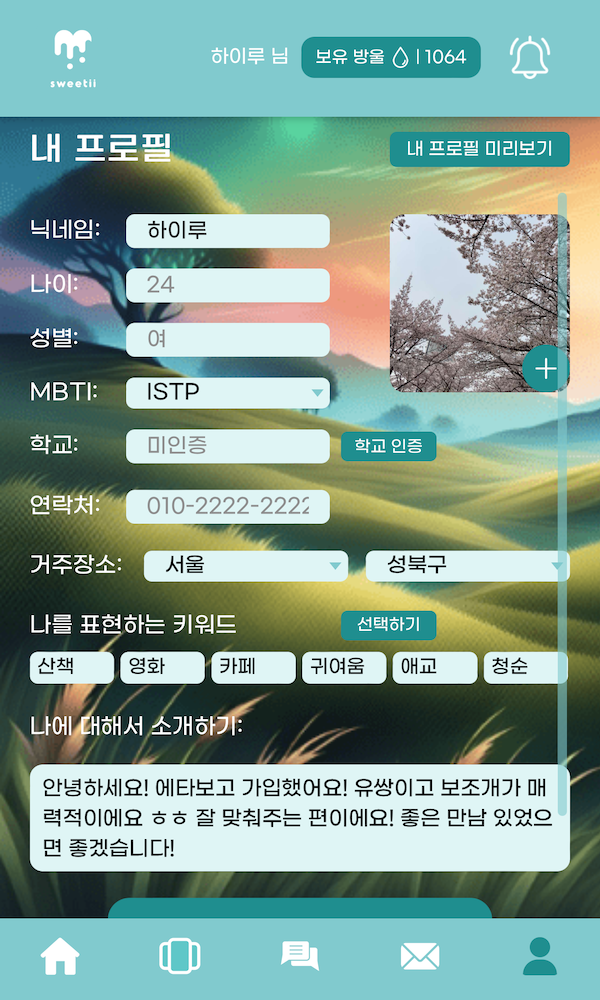 sweetii
하이루 님
보유 방울 | 1064
내 프로필
내 프로필 미리보기
닉네임: 하이루
나이: 24
성별: 여
MBTI: ISTP
학교: 미인증 학교 인증
연락처: 010-2222-2222
거주장소: 서울 성북구
나를 표현하는 키워드 선택하기
산책 영화 카페 귀여움 애교 청순
나에 대해서 소개하기:
안녕하세요! 에타보고 가입했어요! 유쌍이고 보조개가 매
력적이에요 ㅎㅎ 잘 맞춰주는 편이에요! 좋은 만남 있었으
면 좋겠습니다!